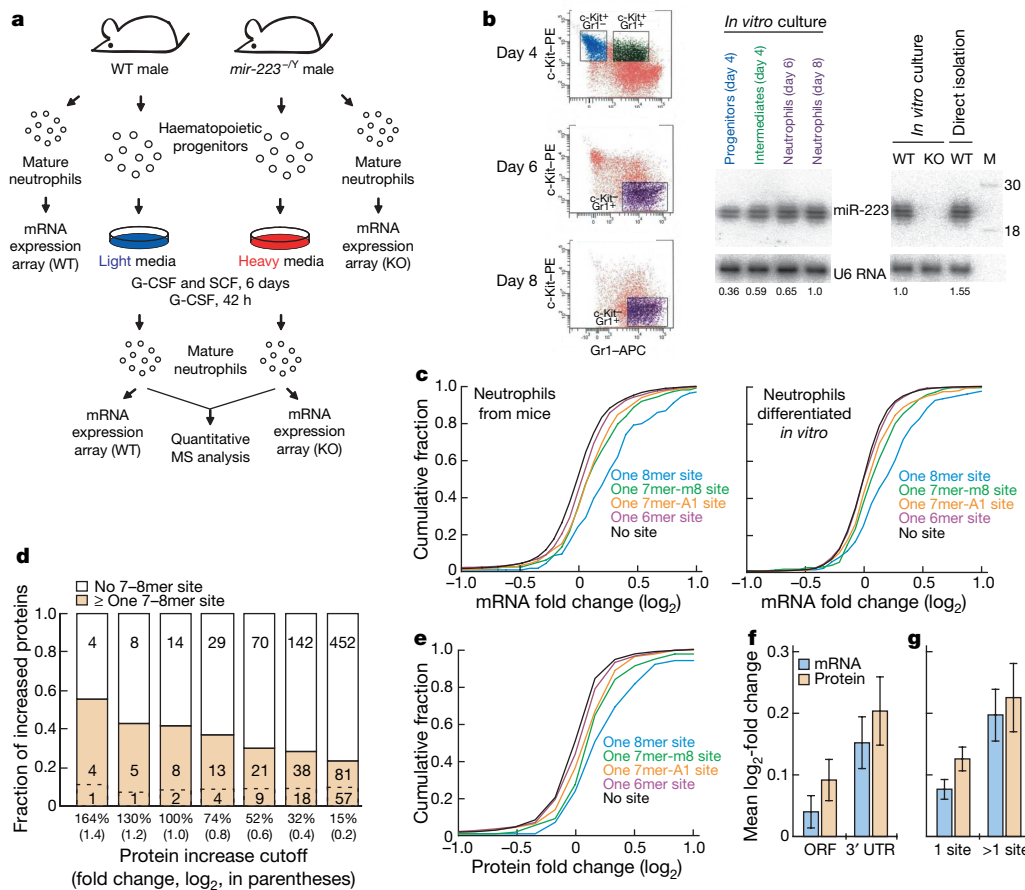 a
WT male
mir-223−/Y male
Haematopoietic
progenitors
Mature
neutrophils
Mature
neutrophils
mRNA
expression
array (WT)
mRNA
expression
array (KO)
Light media
Heavy media
G-CSF and SCF, 6 days
G-CSF, 42 h
Mature
neutrophils
mRNA
expression
array (WT)
Quantitative
MS analysis
mRNA
expression
array (KO)
b
Day 4
c-Kit–PE
c-Kit+
Gr1−
c-Kit+
Gr1+
Day 6
c-Kit–PE
c-Kit−
Gr1+
Day 8
c-Kit–PE
c-Kit−
Gr1+
Gr1–APC
In vitro culture
Progenitors (day 4)
Intermediates (day 4)
Neutrophils (day 6)
Neutrophils (day 8)
In vitro culture
Direct isolation
WT KO WT M
miR-223
30
18
U6 RNA
0.36 0.59 0.65 1.0
1.0 1.55
c
Cumulative fraction
1.0
0.8
0.6
0.4
0.2
Neutrophils
from mice
One 8mer site
One 7mer-m8 site
One 7mer-A1 site
One 6mer site
No site
−1.0 −0.5 0 0.5 1.0
mRNA fold change (log2)
1.0
0.8
0.6
0.4
0.2
Neutrophils
differentiated
in vitro
One 8mer site
One 7mer-m8 site
One 7mer-A1 site
One 6mer site
No site
−1.0 −0.5 0 0.5 1.0
mRNA fold change (log2)
d
No 7–8mer site
≥ One 7–8mer site
Fraction of increased proteins
1.0
0.8
0.6
0.4
0.2
0
4 8 14 29 70 142 452
4 5 8 13 21 38 81
1 1 2 4 9 18 57
164% 130% 100% 74% 52% 32% 15%
(1.4) (1.2) (1.0) (0.8) (0.6) (0.4) (0.2)
Protein increase cutoff
(fold change, log2, in parentheses)
e
Cumulative fraction
1.0
0.8
0.6
0.4
0.2
One 8mer site
One 7mer-m8 site
One 7mer-A1 site
One 6mer site
No site
−1.0 −0.5 0 0.5 1.0
Protein fold change (log2)
f
Mean log2-fold change
0.3
0.2
0.1
0
mRNA
Protein
ORF 3′ UTR
g
1 site >1 site